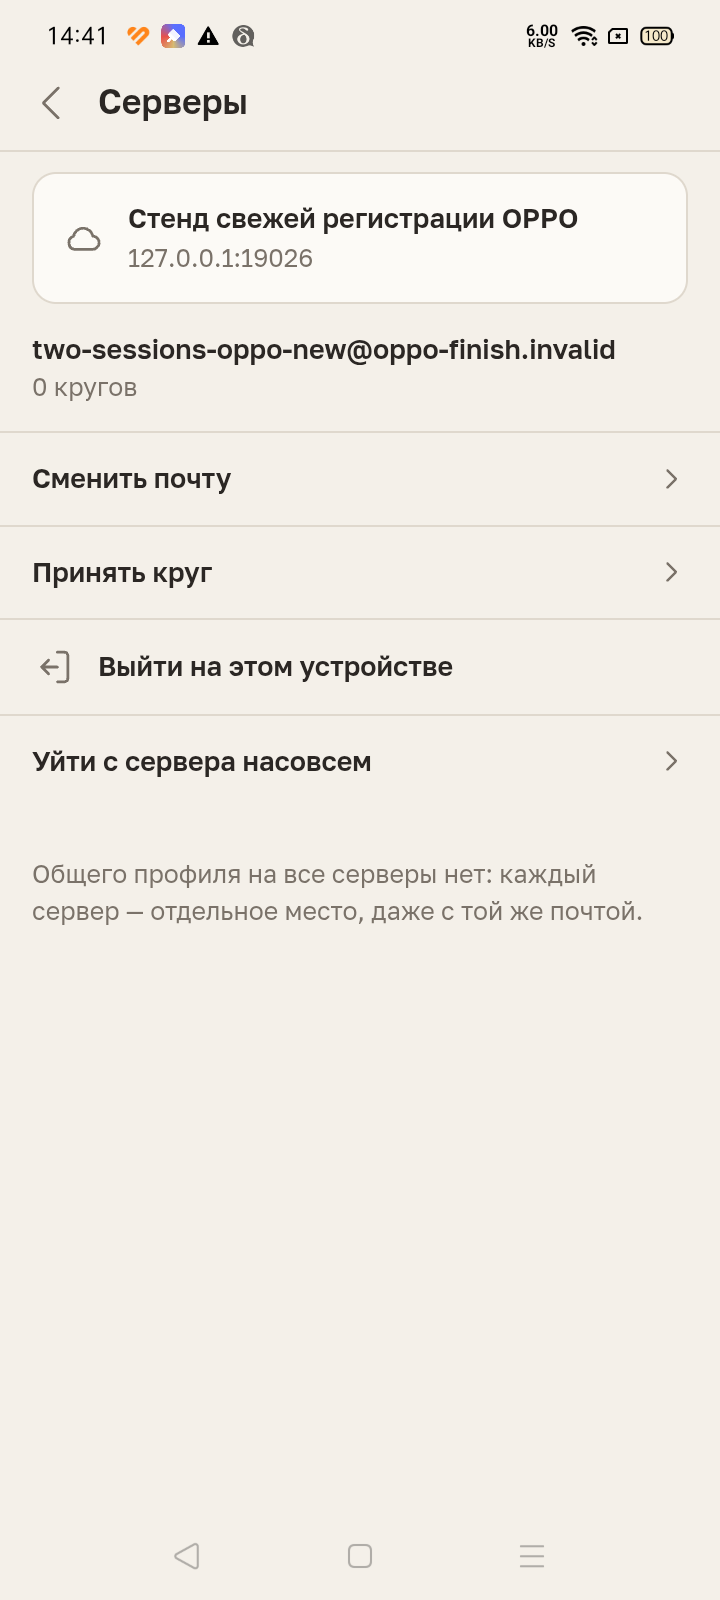 14:41
6.00
KB/S
100
Серверы
Стенд свежей регистрации OPPO
127.0.0.1:19026
two-sessions-oppo-new@oppo-finish.invalid
0 кругов
Сменить почту
Принять круг
Выйти на этом устройстве
Уйти с сервера насовсем
Общего профиля на все серверы нет: каждый
сервер — отдельное место, даже с той же почтой.